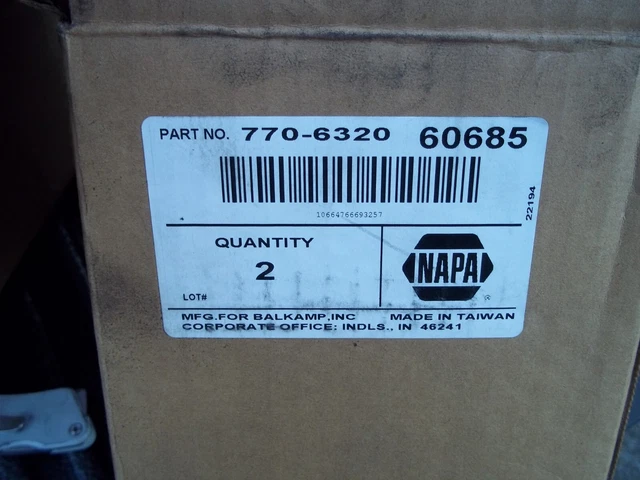 PART NO. 770-6320 60685
10664766693257
22194
QUANTITY
2
LOT#
NAPA
®
MFG.FOR BALKAMP,INC MADE IN TAIWAN
CORPORATE OFFICE: INDLS., IN 46241